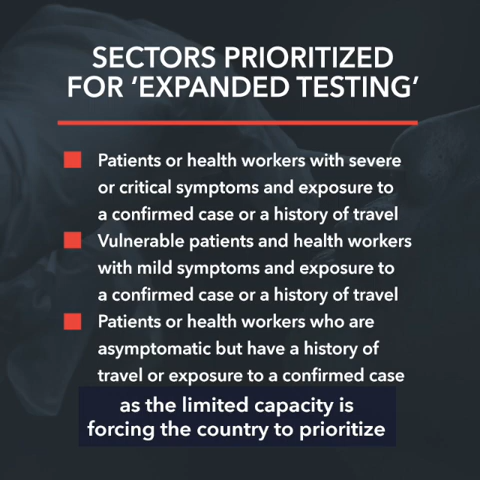 SECTORS PRIORITIZED
FOR ‘EXPANDED TESTING’
Patients or health workers with severe
or critical symptoms and exposure to
a confirmed case or a history of travel
Vulnerable patients and health workers
with mild symptoms and exposure to
a confirmed case or a history of travel
Patients or health workers who are
asymptomatic but have a history of
travel or exposure to a confirmed case
as the limited capacity is
forcing the country to prioritize